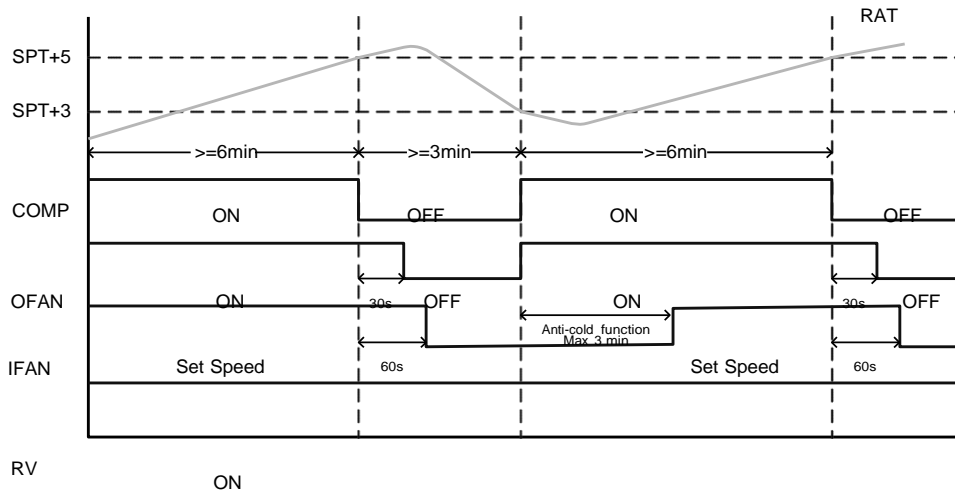 RAT
SPT+5
SPT+3
>=6min >=3min >=6min
COMP ON OFF ON OFF
OFAN ON 30s OFF ON 30s OFF
Anti-cold function
Max 3 min
IFAN Set Speed 60s Set Speed 60s
RV
ON